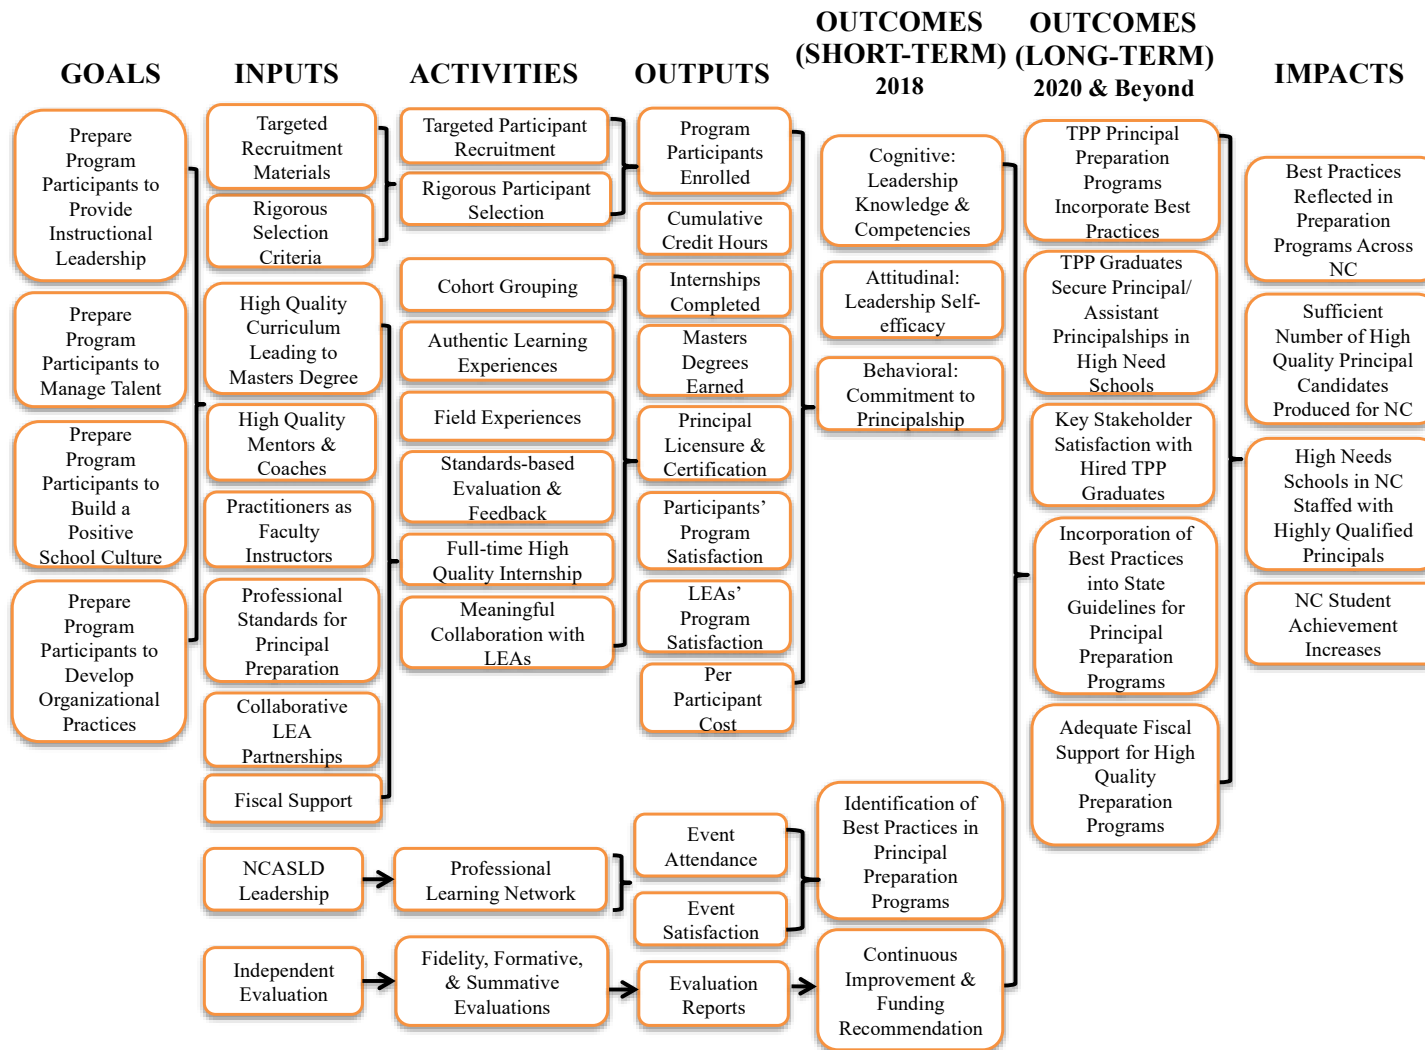 GOALS
INPUTS
ACTIVITIES
OUTPUTS
OUTCOMES
(SHORT-TERM)
2018
OUTCOMES
(LONG-TERM)
2020 & Beyond
IMPACTS
Prepare
Program
Participants to
Provide
Instructional
Leadership
Prepare
Program
Participants to
Manage Talent
Prepare
Program
Participants to
Build a
Positive
School Culture
Prepare
Program
Participants to
Develop
Organizational
Practices
Targeted
Recruitment
Materials
Rigorous
Selection
Criteria
High Quality
Curriculum
Leading to
Masters Degree
High Quality
Mentors &
Coaches
Practitioners as
Faculty
Instructors
Professional
Standards for
Principal
Preparation
Collaborative
LEA
Partnerships
Fiscal Support
NCASLD
Leadership
Independent
Evaluation
Targeted Participant
Recruitment
Rigorous Participant
Selection
Cohort Grouping
Authentic Learning
Experiences
Field Experiences
Standards-based
Evaluation &
Feedback
Full-time High
Quality Internship
Meaningful
Collaboration with
LEAs
Professional
Learning Network
Fidelity, Formative,
& Summative
Evaluations
Program
Participants
Enrolled
Cumulative
Credit Hours
Internships
Completed
Masters
Degrees
Earned
Principal
Licensure &
Certification
Participants’
Program
Satisfaction
LEAs’
Program
Satisfaction
Per
Participant
Cost
Event
Attendance
Event
Satisfaction
Evaluation
Reports
Cognitive:
Leadership
Knowledge &
Competencies
Attitudinal:
Leadership Self-
efficacy
Behavioral:
Commitment to
Principalship
Identification of
Best Practices in
Principal
Preparation
Programs
Continuous
Improvement &
Funding
Recommendation
TPP Principal
Preparation
Programs
Incorporate Best
Practices
TPP Graduates
Secure Principal/
Assistant
Principalships in
High Need
Schools
Key Stakeholder
Satisfaction with
Hired TPP
Graduates
Incorporation of
Best Practices
into State
Guidelines for
Principal
Preparation
Programs
Adequate Fiscal
Support for High
Quality
Preparation
Programs
Best Practices
Reflected in
Preparation
Programs Across
NC
Sufficient
Number of High
Quality Principal
Candidates
Produced for NC
High Needs
Schools in NC
Staffed with
Highly Qualified
Principals
NC Student
Achievement
Increases